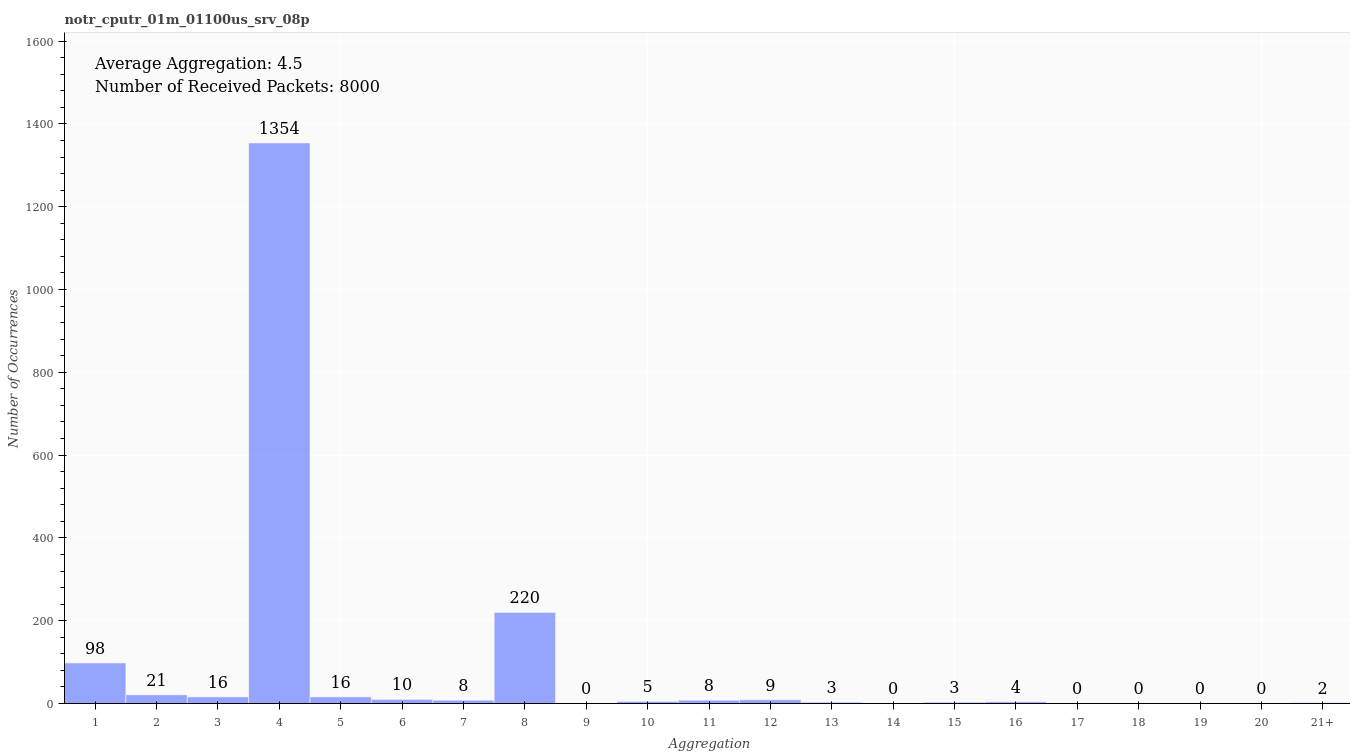 notr_cputr_01m_01100us_srv_08p
1600
Average Aggregation: 4.5
Number of Received Packets: 8000
1400
1354
1200
1000
Number of Occurrences
800
600
400
220
200
98 21 16 16 10 8 0 5 8 9 3 0 3 4 0 0 0 0 2
0
1 2 3 4 5 6 7 8 9 10 11 12 13 14 15 16 17 18 19 20 21+
Aggregation